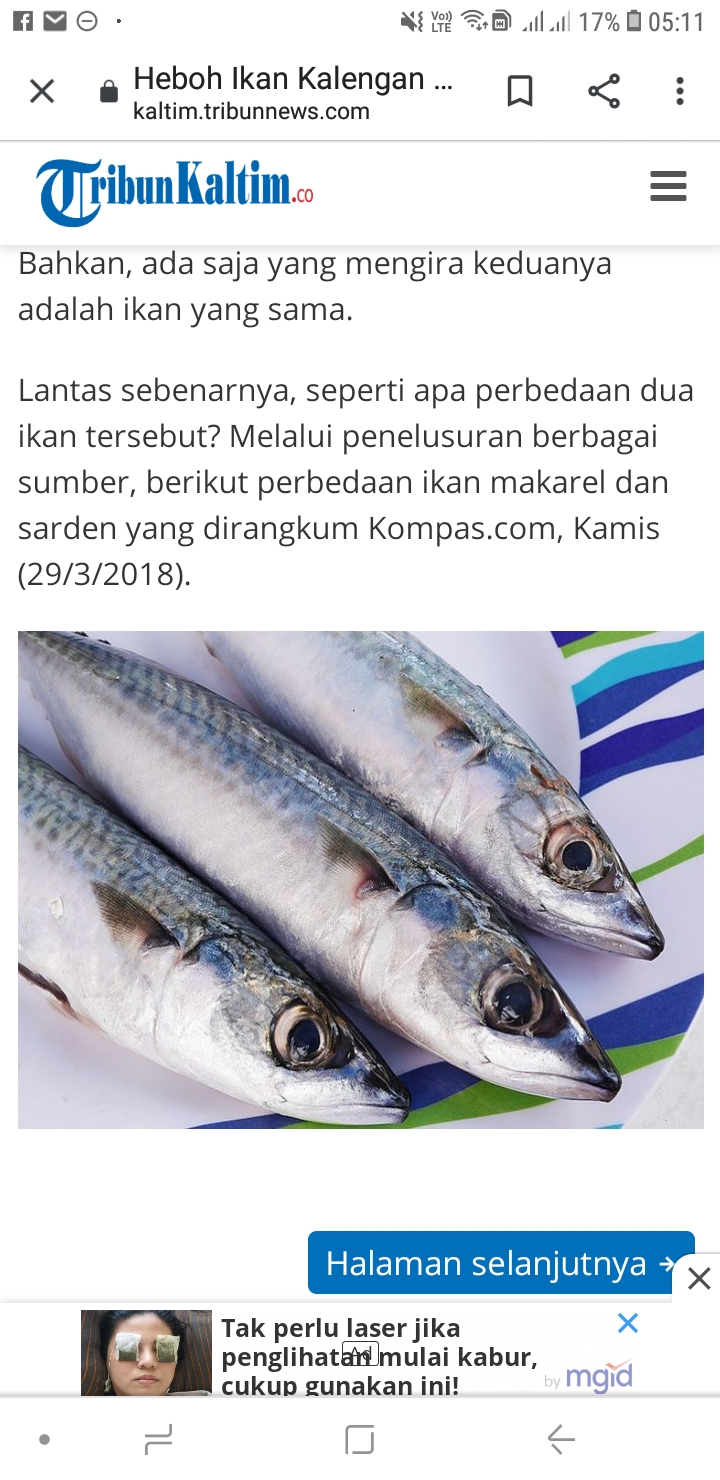 Vo))
LTE
17%
05:11
Heboh Ikan Kalengan ...
kaltim.tribunnews.com
TribunKaltim.co
Bahkan, ada saja yang mengira keduanya
adalah ikan yang sama.
Lantas sebenarnya, seperti apa perbedaan dua
ikan tersebut? Melalui penelusuran berbagai
sumber, berikut perbedaan ikan makarel dan
sarden yang dirangkum Kompas.com, Kamis
(29/3/2018).
Halaman selanjutnya →
Tak perlu laser jika
penglihatan mulai kabur,
cukup gunakan ini!
Ad
by mgid